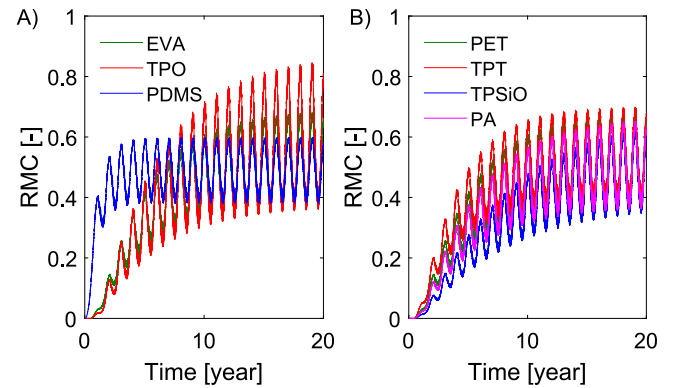 A)
EVA
TPO
PDMS
RMC [-]
1
0.8
0.6
0.4
0.2
0
0
10
20
Time [year]
B)
PET
TPT
TPSiO
PA
RMC [-]
1
0.8
0.6
0.4
0.2
0
0
10
20
Time [year]